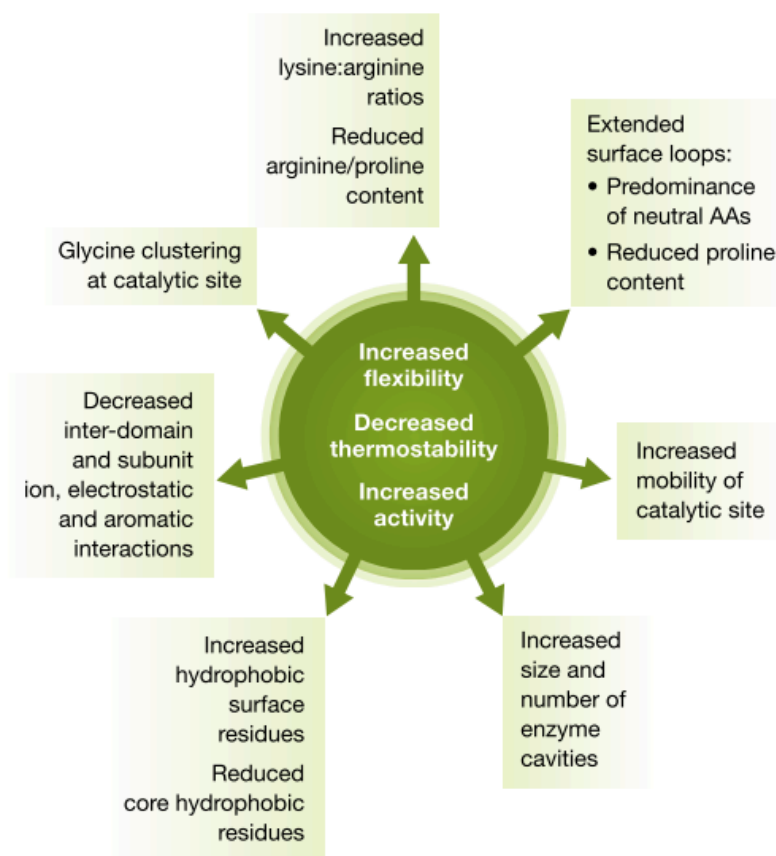 Increased
lysine:arginine
ratios
Reduced
arginine/proline
content
Extended
surface loops:
• Predominance
of neutral AAs
• Reduced proline
content
Glycine clustering
at catalytic site
Increased
flexibility
Decreased
thermostability
Increased
activity
Decreased
inter-domain
and subunit
ion, electrostatic
and aromatic
interactions
Increased
mobility of
catalytic site
Increased
hydrophobic
surface
residues
Reduced
core hydrophobic
residues
Increased
size and
number of
enzyme
cavities